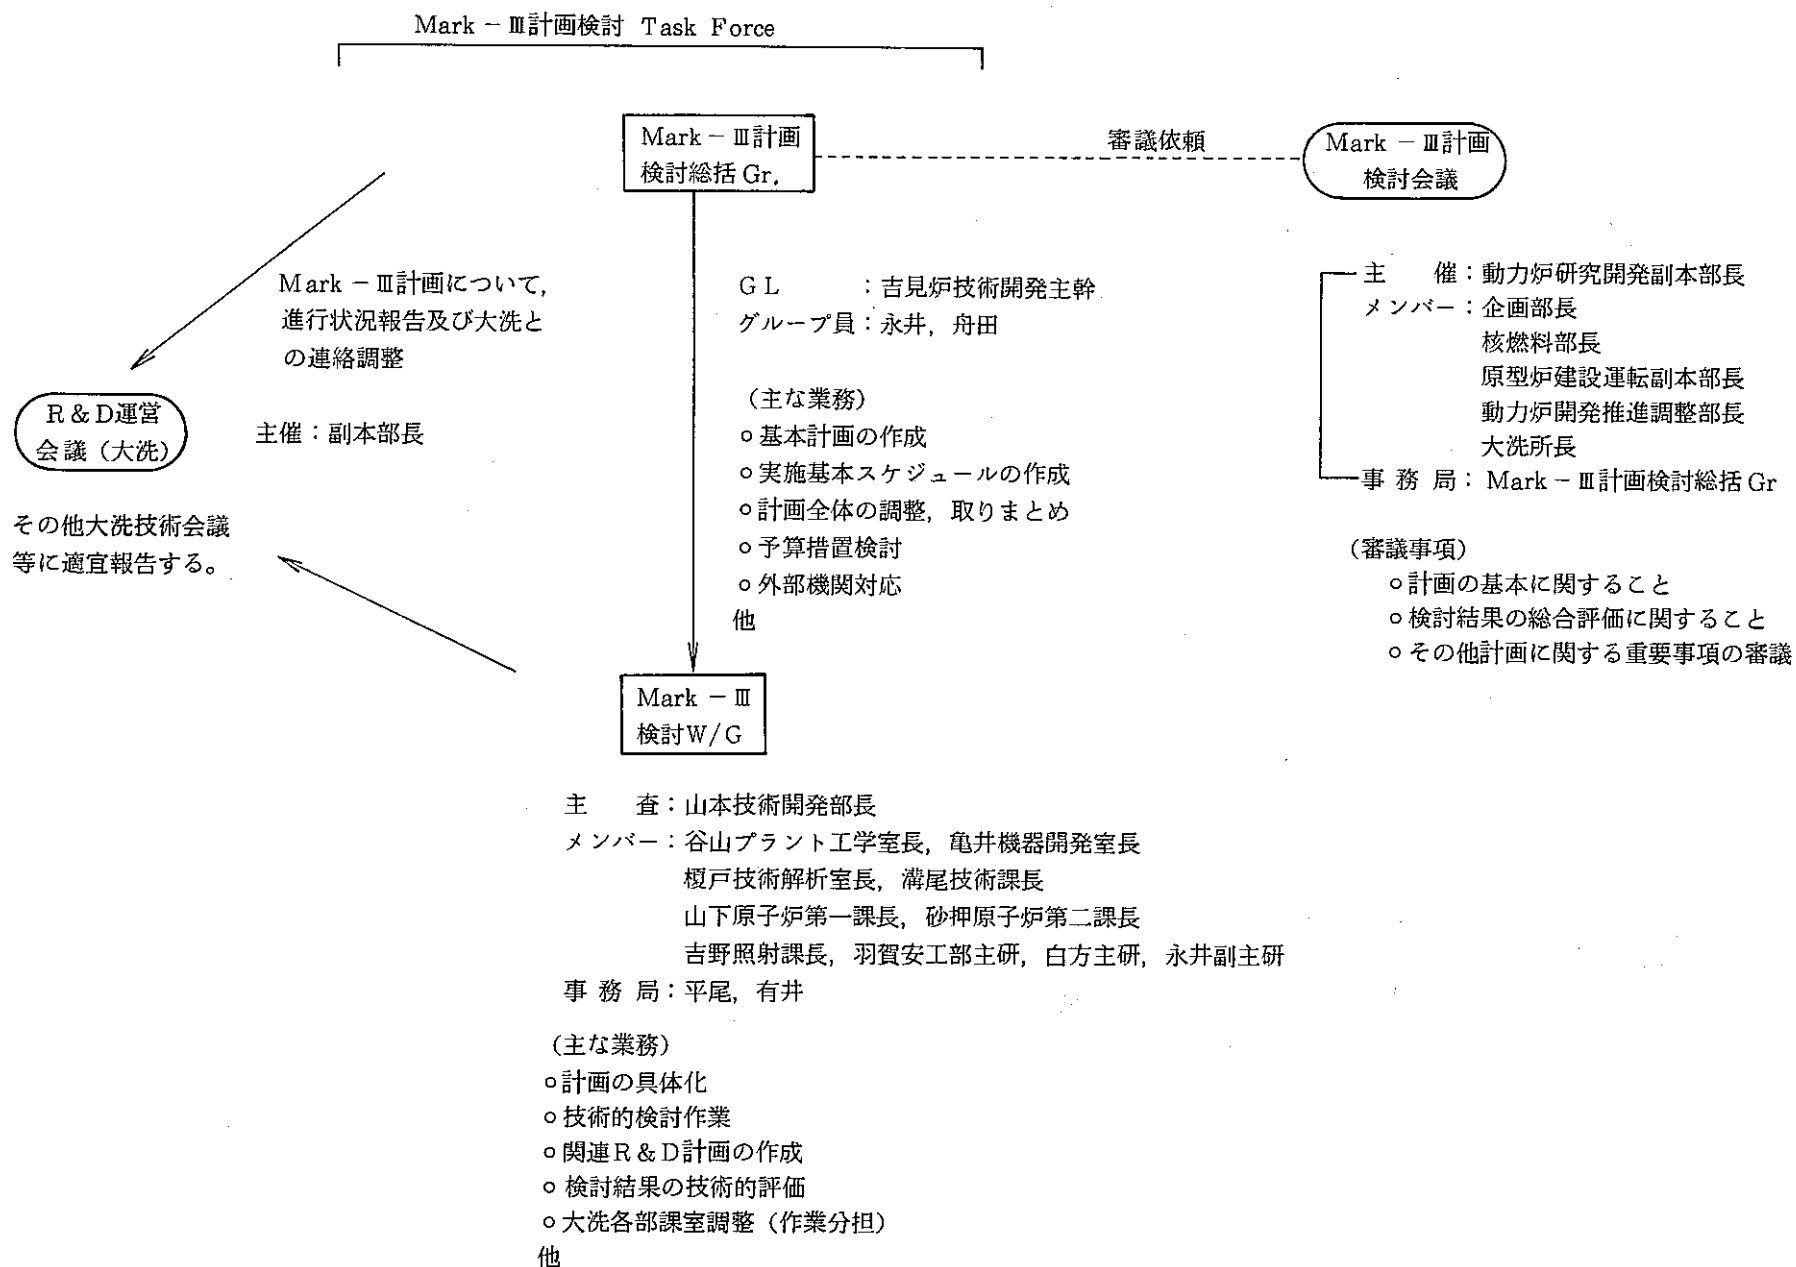 Mark－Ⅲ計画検討 Task Force
Mark－Ⅲ計画
検討総括 Gr.
審議依頼
Mark－Ⅲ計画
検討会議
Mark－Ⅲ計画について,
進行状況報告及び大洗と
の連絡調整
R＆D運営
会議（大洗）
主催：副本部長
その他大洗技術会議
等に適宜報告する。
GL　　　：吉見炉技術開発主幹
グループ員：永井, 舟田
（主な業務）
○基本計画の作成
○実施基本スケジュールの作成
○計画全体の調整, 取りまとめ
○予算措置検討
○外部機関対応
他
主　　催：動力炉研究開発副本部長
メンバー：企画部長
核燃料部長
原型炉建設運転副本部長
動力炉開発推進調整部長
大洗所長
事 務 局：Mark－Ⅲ計画検討総括 Gr
（審議事項）
○計画の基本に関すること
○検討結果の総合評価に関すること
○その他計画に関する重要事項の審議
Mark－Ⅲ
検討W/G
主　　査：山本技術開発部長
メンバー：谷山プラント工学室長, 亀井機器開発室長
榎戸技術解析室長, 溝尾技術課長
山下原子炉第一課長, 砂押原子炉第二課長
吉野照射課長, 羽賀安工部主研, 白方主研, 永井副主研
事 務 局：平尾, 有井
（主な業務）
○計画の具体化
○技術的検討作業
○関連R＆D計画の作成
○検討結果の技術的評価
○大洗各部課室調整（作業分担）
他